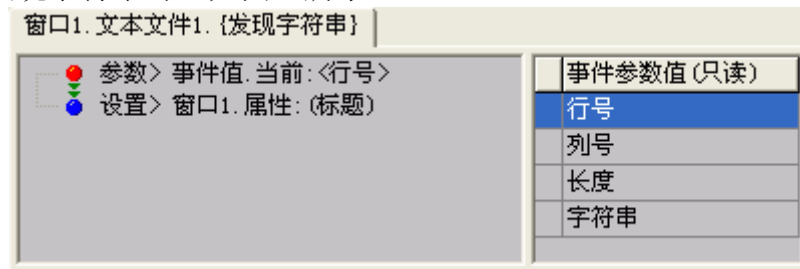 窗口1.文本文件1.{发现字符串}
参数> 事件值.当前:<行号>
设置> 窗口1.属性:(标题)
事件参数值(只读)
行号
列号
长度
字符串